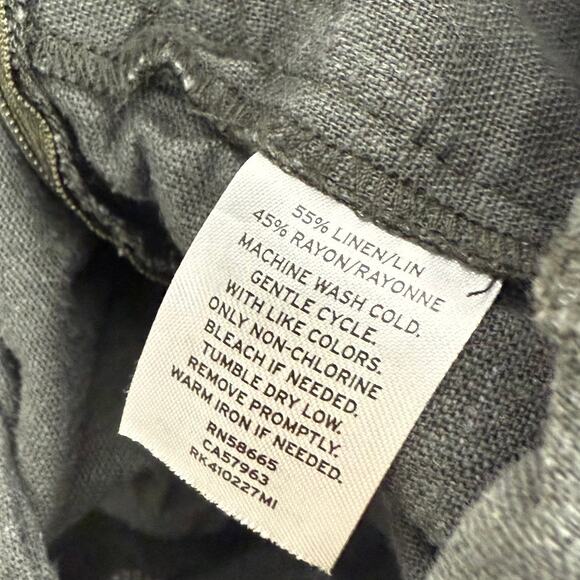 55% LINEN/LIN
45% RAYON/RAYONNE
MACHINE WASH COLD.
GENTLE CYCLE.
WITH LIKE COLORS.
ONLY NON-CHLORINE
BLEACH IF NEEDED.
TUMBLE DRY LOW.
REMOVE PROMPTLY.
WARM IRON IF NEEDED.
RN58665
CA57963
RK410227MI